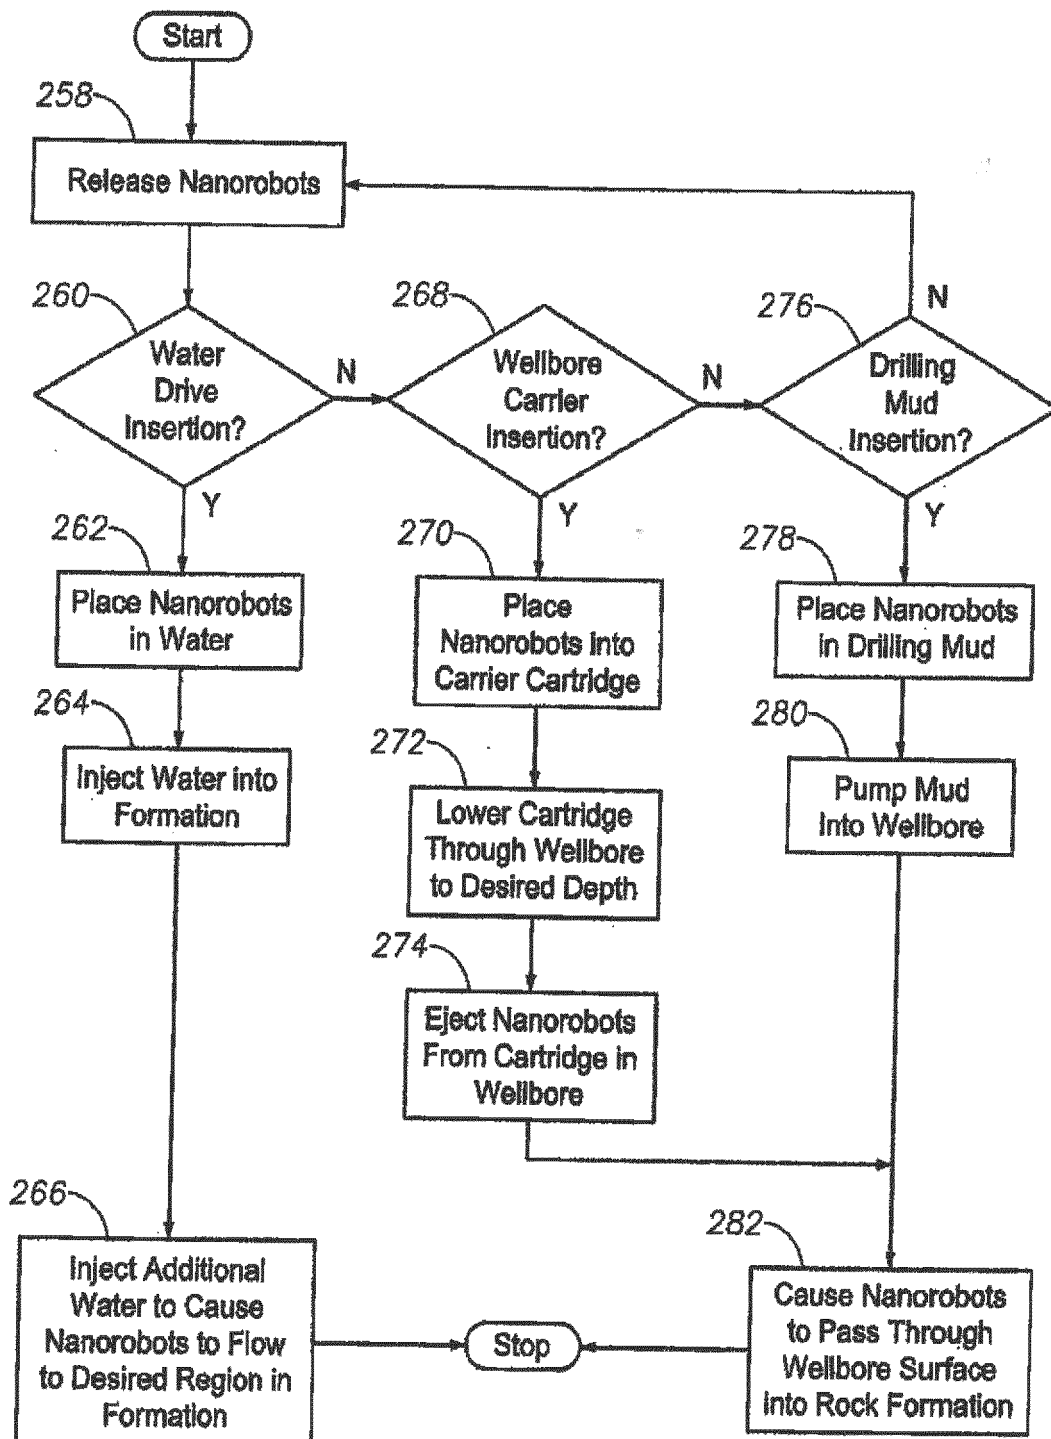 Start
258
Release Nanorobots
260
Water
Drive
Insertion?
N
268
Wellbore
Carrier
Insertion?
N
276
Drilling
Mud
Insertion?
N
Y
262
Place Nanorobots
in Water
264
Inject Water into
Formation
266
Inject Additional
Water to Cause
Nanorobots to Flow
to Desired Region in
Formation
Y
270
Place
Nanorobots Into
Carrier Cartridge
272
Lower Cartridge
Through Wellbore
to Desired Depth
274
Eject Nanorobots
From Cartridge in
Wellbore
Y
278
Place Nanorobots
in Drilling Mud
280
Pump Mud
Into Wellbore
282
Cause Nanorobots
to Pass Through
Wellbore Surface
into Rock Formation
Stop